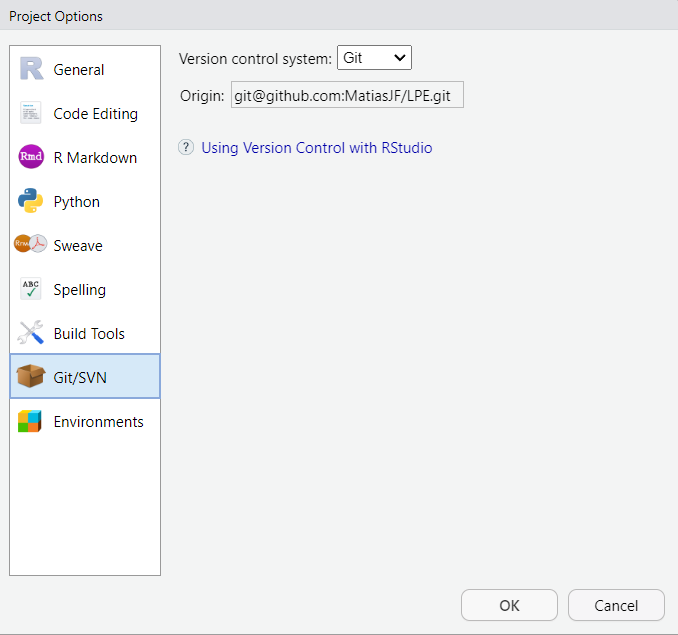 Project Options
General
Code Editing
Rmd R Markdown
Python
Rnw Sweave
ABC Spelling
Build Tools
Git/SVN
Environments
Version control system: Git
Origin: git@github.com:MatiasJF/LPE.git
? Using Version Control with RStudio
OK Cancel